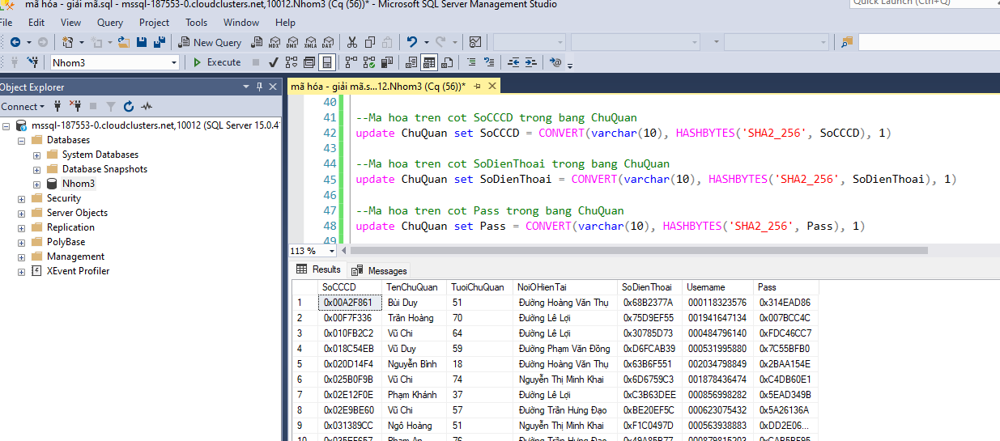 mã hóa - giải mã.sql - mssql-187553-0.cloudclusters.net,10012.Nhom3 (Cq (56))* - Microsoft SQL Server Management Studio
Quick Launch (Ctrl+Q)
File Edit View Query Project Tools Window Help
New Query MDX DMX XMLA DAX
Nhom3 Execute
Object Explorer
Connect
mssql-187553-0.cloudclusters.net,10012 (SQL Server 15.0.4
Databases
System Databases
Database Snapshots
Nhom3
Security
Server Objects
Replication
PolyBase
Management
XEvent Profiler
mã hóa - giải mã.s...12.Nhom3 (Cq (56))*
40
41 --Ma hoa tren cot SoCCCD trong bang ChuQuan
42 update ChuQuan set SoCCCD = CONVERT(varchar(10), HASHBYTES('SHA2_256', SoCCCD), 1)
43
44 --Ma hoa tren cot SoDienThoai trong bang ChuQuan
45 update ChuQuan set SoDienThoai = CONVERT(varchar(10), HASHBYTES('SHA2_256', SoDienThoai), 1)
46
47 --Ma hoa tren cot Pass trong bang ChuQuan
48 update ChuQuan set Pass = CONVERT(varchar(10), HASHBYTES('SHA2_256', Pass), 1)
49
113 %
Results Messages
SoCCCD TenChuQuan TuoiChuQuan NoiOHienTai SoDienThoai Username Pass
1 0x00A2F861 Bùi Duy 51 Đường Hoàng Văn Thụ 0x68B2377A 000118323576 0x314EAD86
2 0x00F7F336 Trần Hoàng 70 Đường Lê Lợi 0x75D9EF55 001941647134 0x007BCC4C
3 0x010FB2C2 Vũ Chi 64 Đường Lê Lợi 0x30785D73 000484796140 0xFDC46CC7
4 0x018C54EB Vũ Duy 59 Đường Phạm Văn Đồng 0xD6FCAB39 000531995880 0x7C55BFB0
5 0x020D14F4 Nguyễn Bình 18 Đường Hoàng Văn Thụ 0x63B6F551 002034798849 0x2BAA154E
6 0x025B0F9B Vũ Chi 74 Nguyễn Thị Minh Khai 0x6D6759C3 001878436474 0xC4DB60E1
7 0x02E12F0E Phạm Khánh 37 Đường Lê Lợi 0xC3B63DEE 000856998282 0x5EAD349B
8 0x02E9BE60 Vũ Chi 57 Đường Trần Hưng Đạo 0xBE20EF5C 000623075432 0x5A26136A
9 0x031389CC Ngô Hoàng 51 Nguyễn Thị Minh Khai 0xF1C0497D 000563938883 0xDD2E06...
10 0x035EF657 Phạm An 76 Đường Trần Hưng Đạo 0x49A85B77 000879815203 0xCAB5BF95